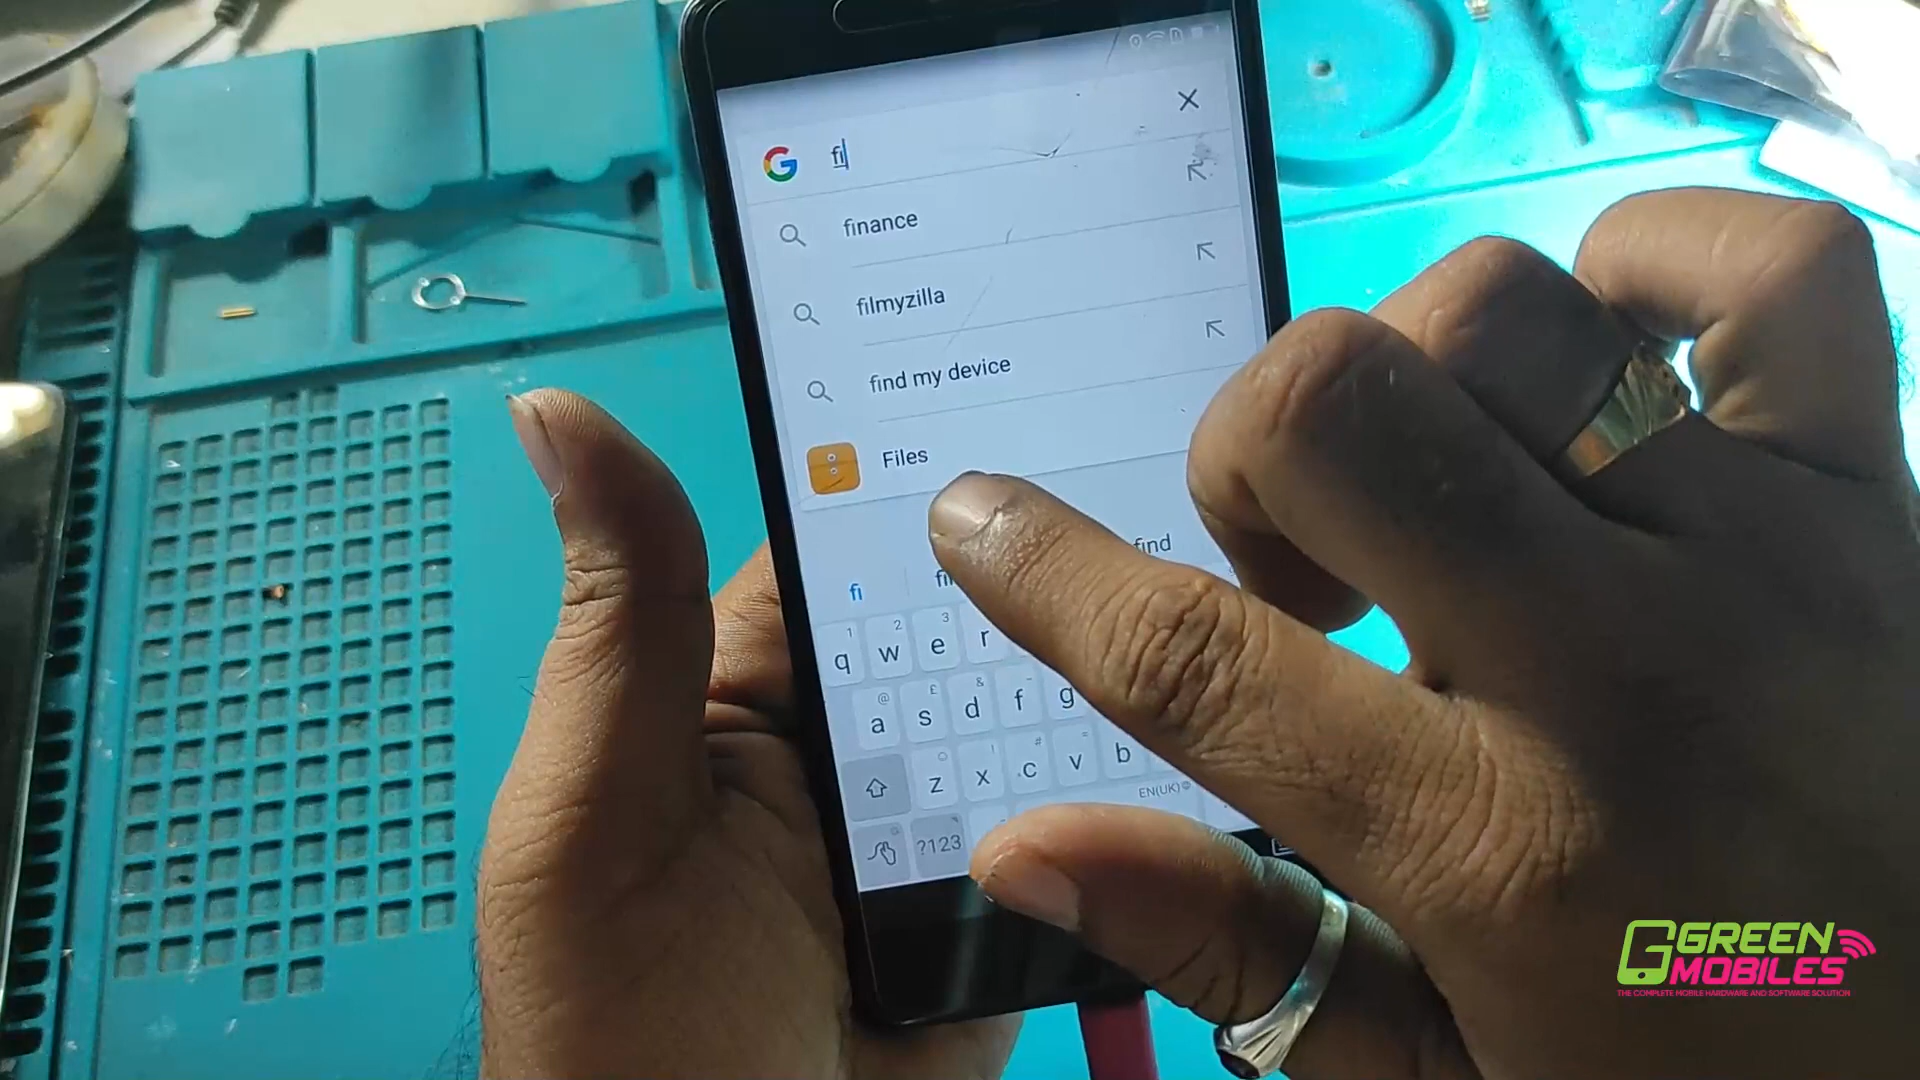 fi
finance
filmyzilla
find my device
Files
fi
find
1 2 3
q w e r
@ £ & -
a s d f g
! # =
z x c v b
EN(UK)
?123
GREEN
MOBILES
THE COMPLETE MOBILE HARDWARE AND SOFTWARE SOLUTION